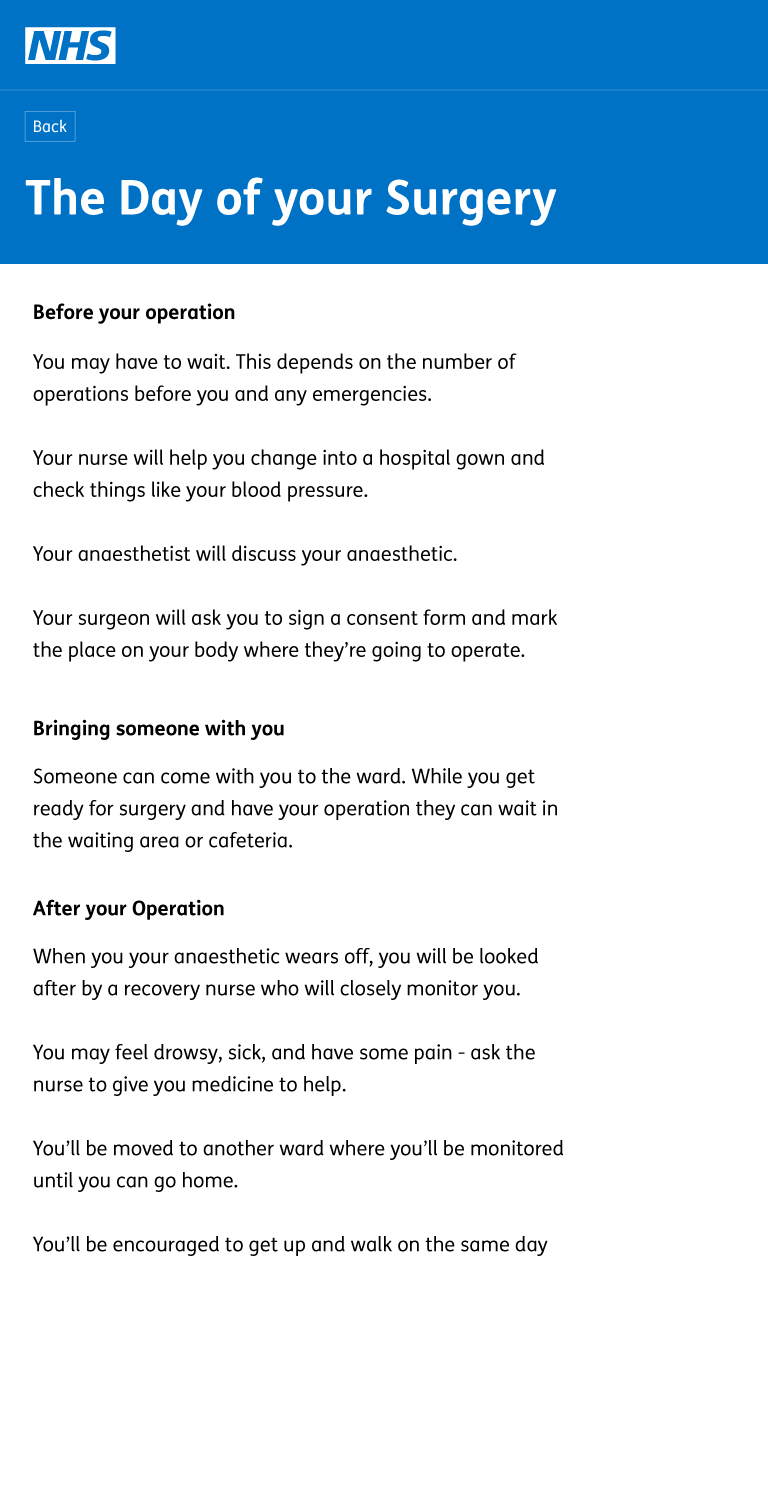 NHS
Back
The Day of your Surgery
Before your operation
You may have to wait. This depends on the number of
operations before you and any emergencies.
Your nurse will help you change into a hospital gown and
check things like your blood pressure.
Your anaesthetist will discuss your anaesthetic.
Your surgeon will ask you to sign a consent form and mark
the place on your body where they’re going to operate.
Bringing someone with you
Someone can come with you to the ward. While you get
ready for surgery and have your operation they can wait in
the waiting area or cafeteria.
After your Operation
When you your anaesthetic wears off, you will be looked
after by a recovery nurse who will closely monitor you.
You may feel drowsy, sick, and have some pain - ask the
nurse to give you medicine to help.
You’ll be moved to another ward where you’ll be monitored
until you can go home.
You’ll be encouraged to get up and walk on the same day